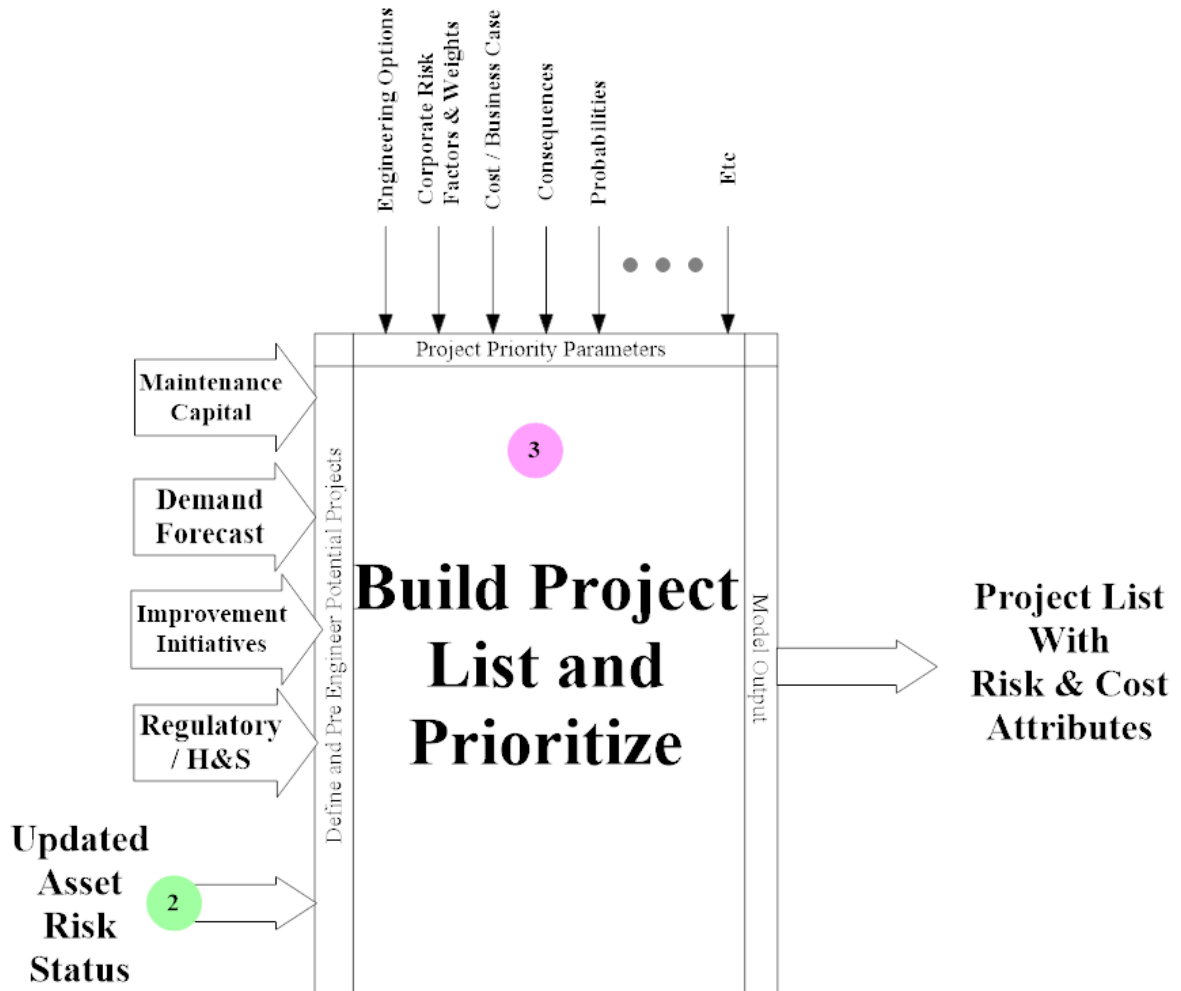 Engineering Options
Corporate Risk
Factors & Weights
Cost / Business Case
Consequences
Probabilities
Etc
Project Priority Parameters
Maintenance
Capital
Demand
Forecast
Improvement
Initiatives
Regulatory
/ H&S
Updated
Asset
Risk
Status
2
Define and Pre Engineer Potential Projects
3
Build Project
List and
Prioritize
Model Output
Project List
With
Risk & Cost
Attributes